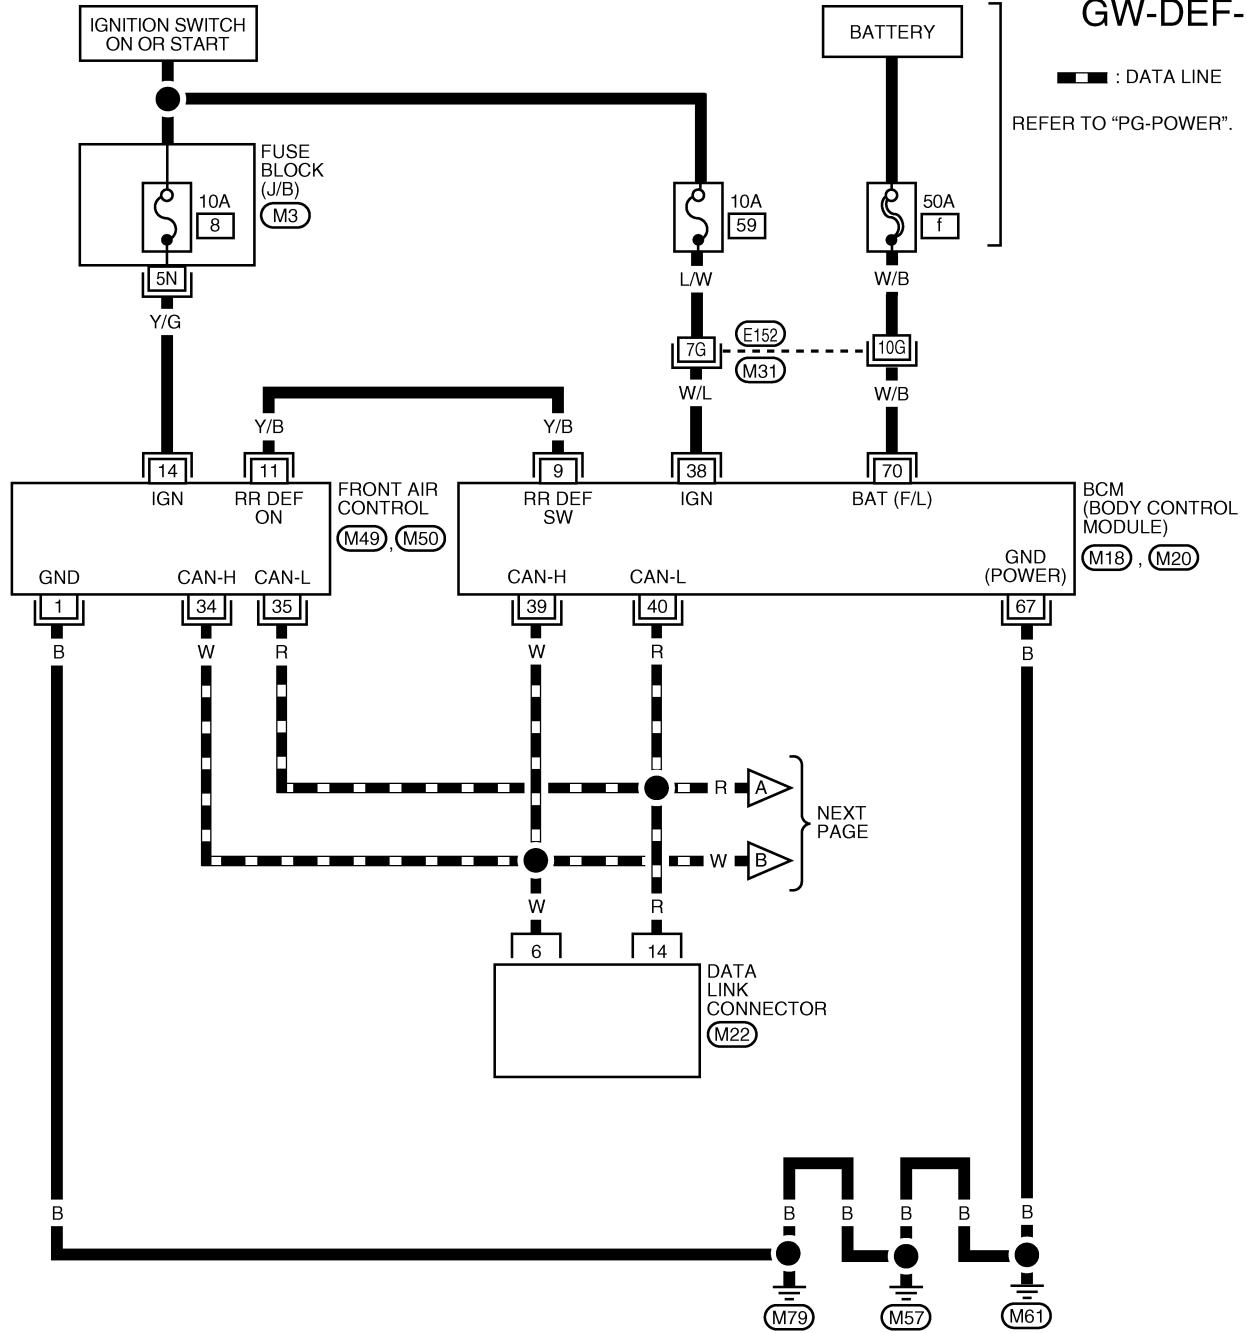 GW-DEF-
IGNITION SWITCH
ON OR START
BATTERY
: DATA LINE
REFER TO “PG-POWER”.
FUSE
BLOCK
(J/B)
M3
10A
8
10A
59
50A
f
5N
Y/G
L/W
W/B
7G
E152
M31
10G
W/L
W/B
Y/B
Y/B
14
11
9
38
70
IGN
RR DEF
ON
FRONT AIR
CONTROL
M49 , M50
RR DEF
SW
IGN
BAT (F/L)
BCM
(BODY CONTROL
MODULE)
M18 , M20
GND
CAN-H
CAN-L
CAN-H
CAN-L
GND
(POWER)
1
34
35
39
40
67
B
W
R
W
R
B
R
A
W
B
NEXT
PAGE
W
R
6
14
DATA
LINK
CONNECTOR
M22
B
B
B
B
B
B
M79
M57
M61